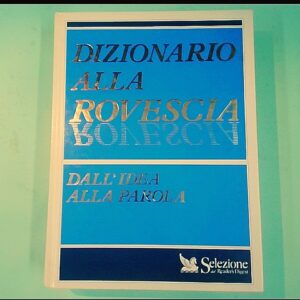 DIZIONARIO
ALLA
ROVESCIA
DALL'IDEA
ALLA PAROLA
Selezione
dal Reader's Digest